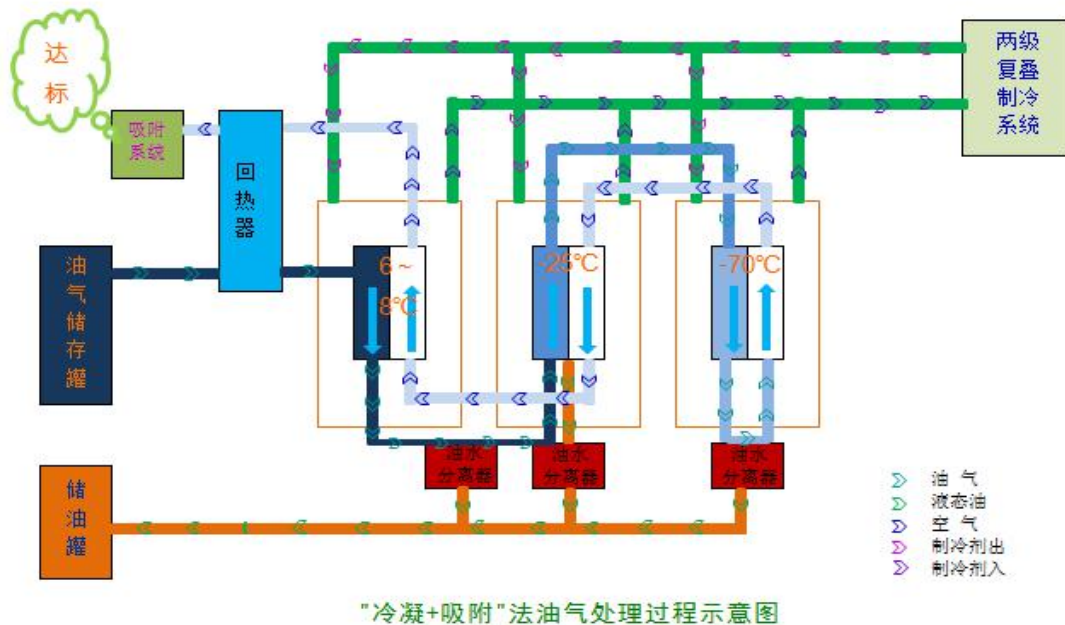 达
标
吸附
系统
回
热
器
两级
复叠
制冷
系统
油
气
储
存
罐
6～
8℃
-25℃
-70℃
油水
分离器
油水
分离器
油水
分离器
储
油
罐
油 气
液态油
空 气
制冷剂出
制冷剂入
"冷凝+吸附"法油气处理过程示意图